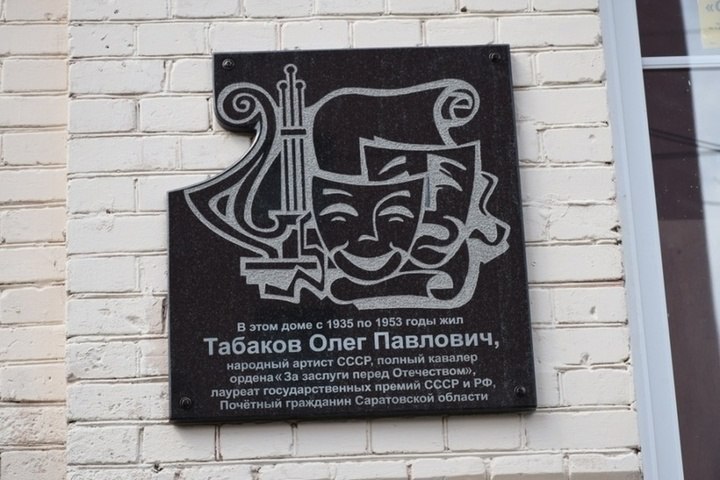 В этом доме с 1935 по 1953 годы жил
Табаков Олег Павлович,
народный артист СССР, полный кавалер
ордена «За заслуги перед Отечеством»,
лауреат государственных премий СССР и РФ,
Почётный гражданин Саратовской области